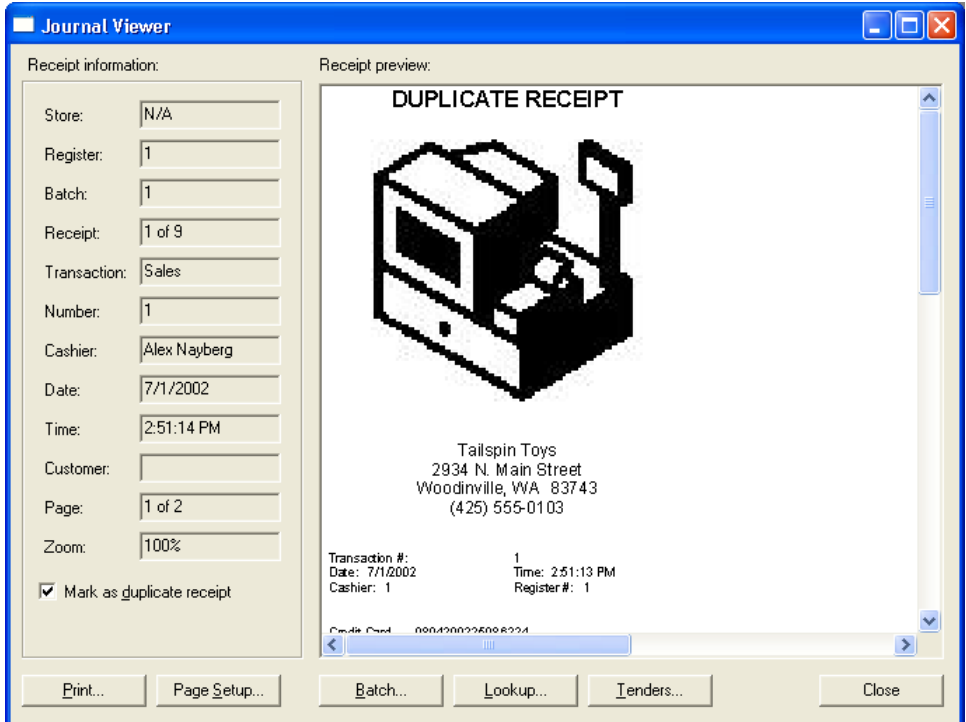 Journal Viewer
Receipt information:
Store: N/A
Register: 1
Batch: 1
Receipt: 1 of 9
Transaction: Sales
Number: 1
Cashier: Alex Nayberg
Date: 7/1/2002
Time: 2:51:14 PM
Customer:
Page: 1 of 2
Zoom: 100%
Mark as duplicate receipt
Receipt preview:
DUPLICATE RECEIPT
Tailspin Toys
2934 N. Main Street
Woodinville, WA 83743
(425) 555-0103
Transaction #: 1
Date: 7/1/2002 Time: 2:51:13 PM
Cashier: 1 Register #: 1
Credit Card
Print... Page Setup... Batch... Lookup... Tenders... Close